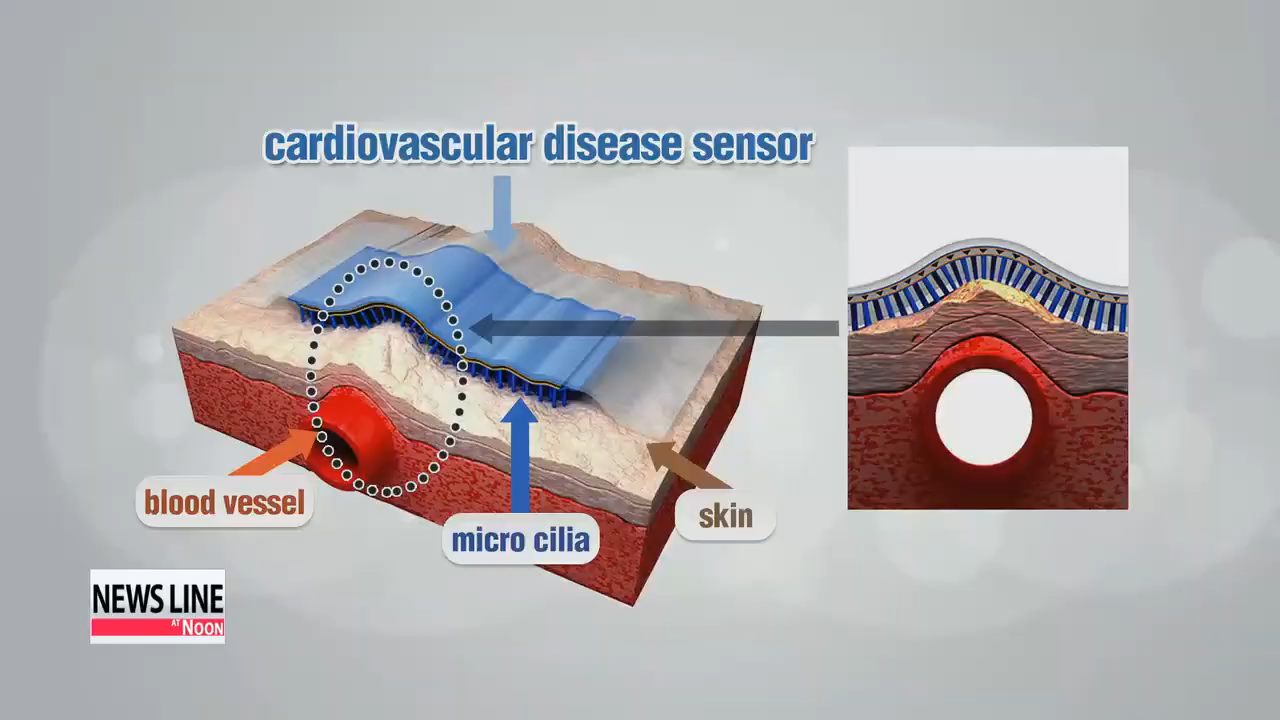 cardiovascular disease sensor
blood vessel
micro cilia
skin
NEWS LINE
AT NOON